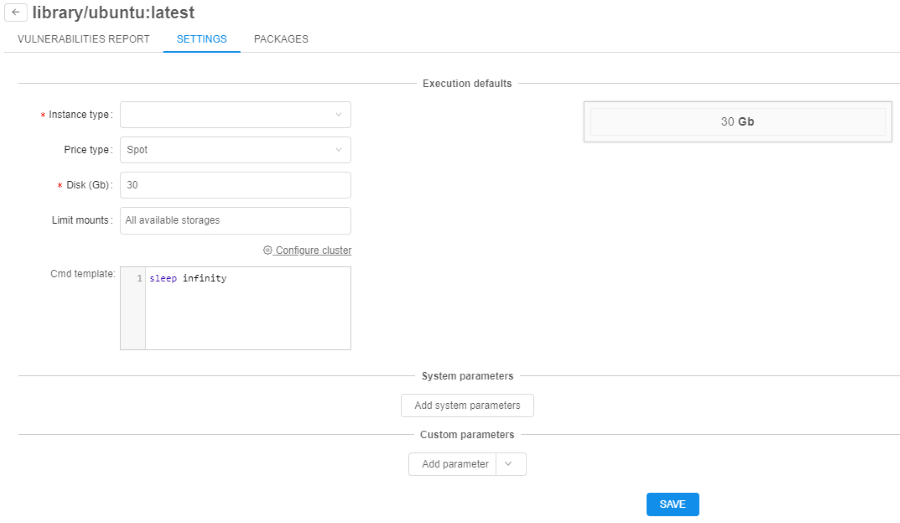 library/ubuntu:latest
VULNERABILITIES REPORT SETTINGS PACKAGES
Execution defaults
* Instance type:
30 Gb
Price type: Spot
* Disk (Gb): 30
Limit mounts: All available storages
Configure cluster
Cmd template: 1 sleep infinity
System parameters
Add system parameters
Custom parameters
Add parameter
SAVE